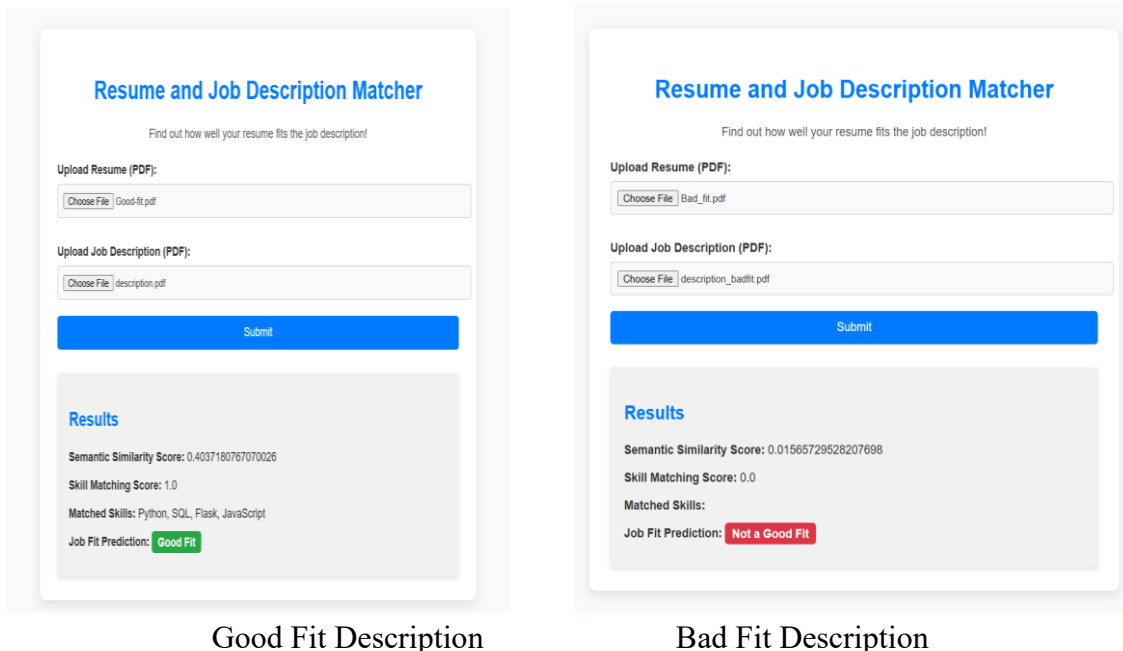 Resume and Job Description Matcher
Find out how well your resume fits the job description!
Upload Resume (PDF):
Choose File Good-fit.pdf
Upload Job Description (PDF):
Choose File description.pdf
Submit
Results
Semantic Similarity Score: 0.4037180767070026
Skill Matching Score: 1.0
Matched Skills: Python, SQL, Flask, JavaScript
Job Fit Prediction: Good Fit
Good Fit Description
Resume and Job Description Matcher
Find out how well your resume fits the job description!
Upload Resume (PDF):
Choose File Bad_fit.pdf
Upload Job Description (PDF):
Choose File description_badfit.pdf
Submit
Results
Semantic Similarity Score: 0.01565729528207698
Skill Matching Score: 0.0
Matched Skills:
Job Fit Prediction: Not a Good Fit
Bad Fit Description